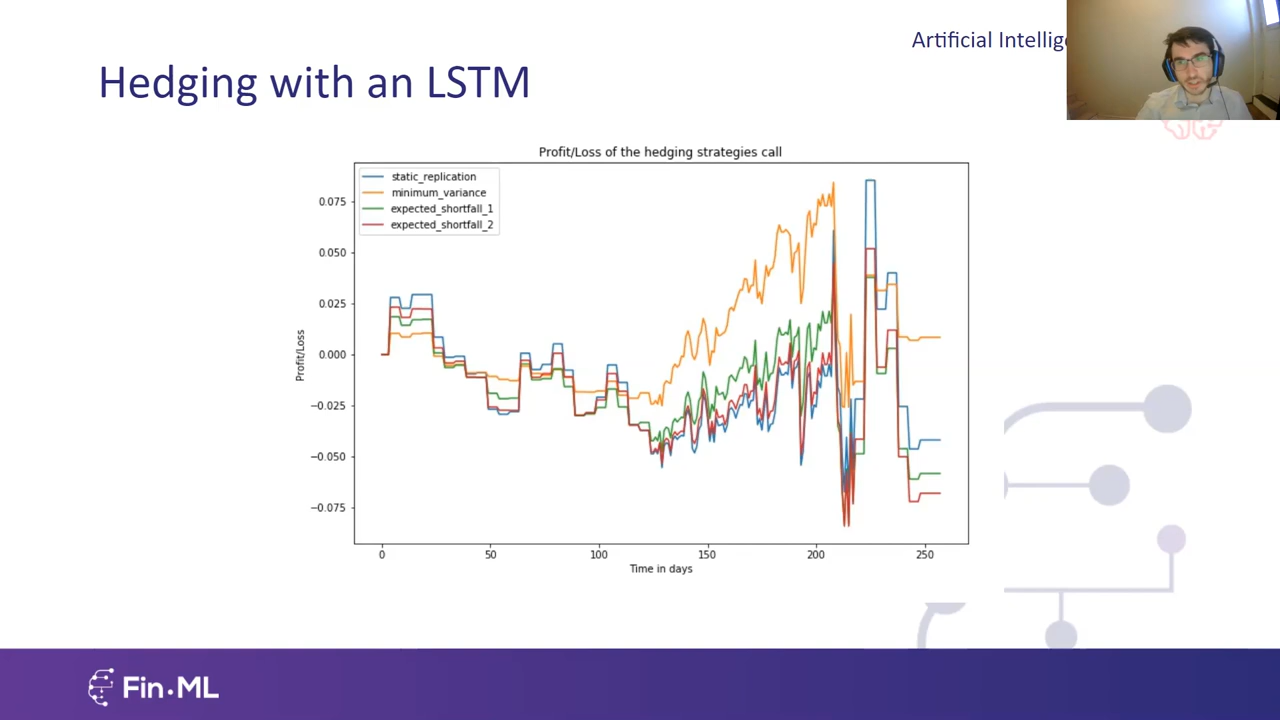 Artificial
Hedging with an LSTM
Profit/Loss of the hedging strategies call
static_replication
minimum_variance
expected_shortfall_1
expected_shortfall_2
0.075
0.050
0.025
0.000
−0.025
−0.050
−0.075
Profit/Loss
0 50 100 150 200 250
Time in days
Fin·ML